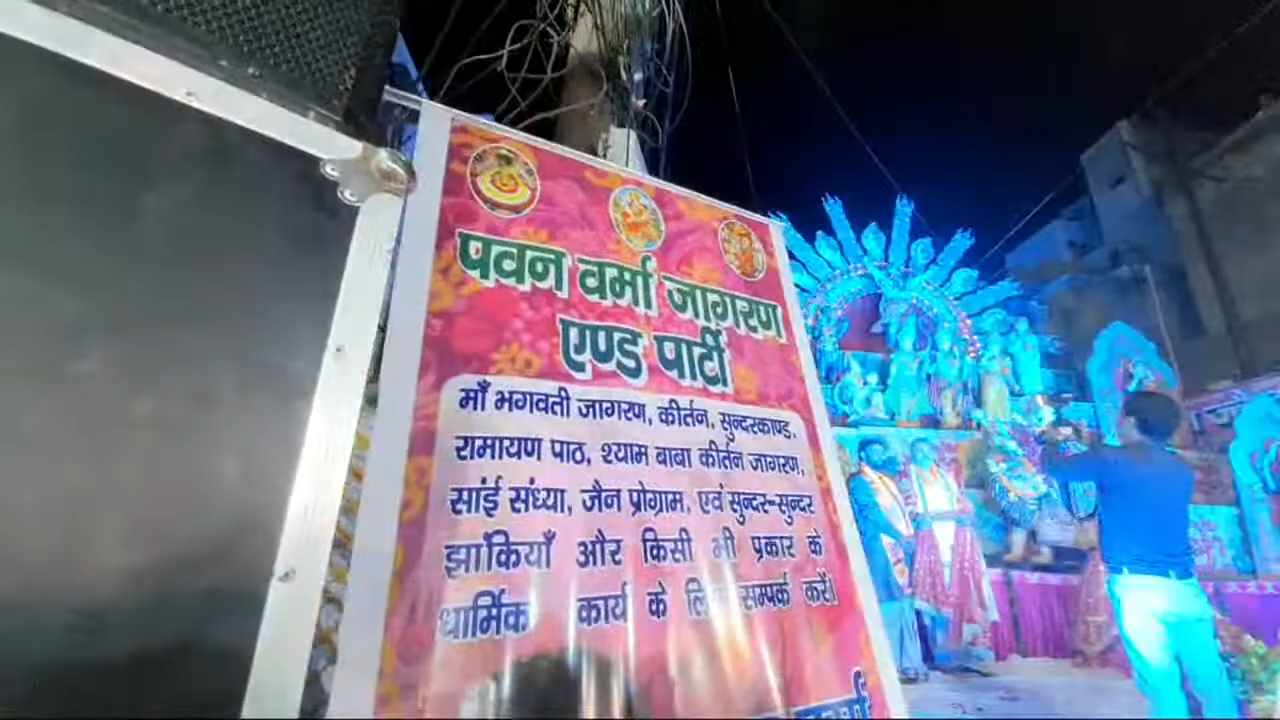 पवन वर्मा जागरण
एण्ड पार्टी
माँ भगवती जागरण, कीर्तन, सुन्दरकाण्ड,
रामायण पाठ, श्याम बाबा कीर्तन जागरण,
सांई संध्या, जैन प्रोग्राम, एवं सुन्दर-सुन्दर
झांकियाँ और किसी भी प्रकार के
धार्मिक कार्य के लिए सम्पर्क करें।